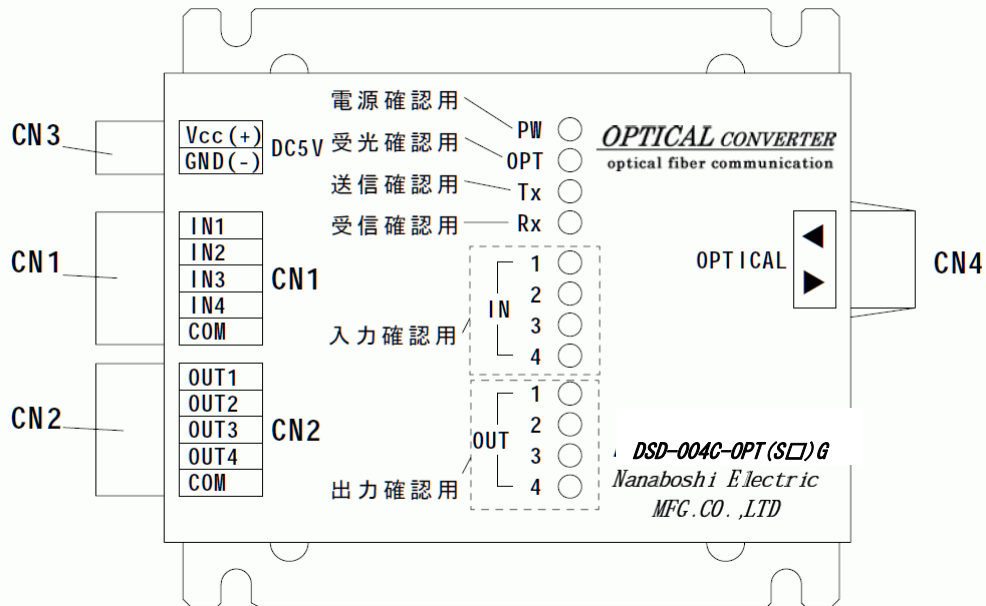 CN3
Vcc(+)
GND(-)
DC5V
電源確認用
PW
受光確認用
OPT
送信確認用
Tx
受信確認用
Rx
OPTICAL CONVERTER
optical fiber communication
CN1
IN1
IN2
IN3
IN4
COM
CN1
入力確認用
IN
1
2
3
4
OPTICAL
◀
▶
CN4
CN2
OUT1
OUT2
OUT3
OUT4
COM
CN2
出力確認用
OUT
1
2
3
4
DSD-004C-OPT(S□)G
Nanaboshi Electric
MFG.CO.,LTD